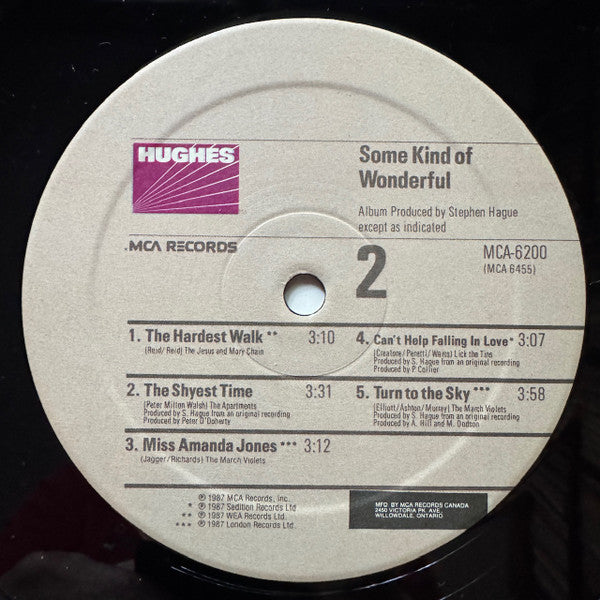 HUGHES
Some Kind of
Wonderful
Album Produced by Stephen Hague
except as indicated
MCA RECORDS
2
MCA-6200
(MCA 6455)
1. The Hardest Walk ** 3:10
(Reid/Reid) The Jesus and Mary Chain
2. The Shyest Time 3:31
(Peter Milton Walsh) The Apartments
Produced by S. Hague from an original recording
Produced by Peter O'Doherty
3. Miss Amanda Jones *** 3:12
(Jagger/Richards) The March Violets
4. Can't Help Falling In Love* 3:07
(Creatore/Peretti/Weiss) Lick the Tins
Produced by S. Hague from an original recording
Produced by P. Collier
5. Turn to the Sky *** 3:58
(Elliott/Ashton/Murray) The March Violets
Produced by S. Hague from an original recording
Produced by A. Hill and M. Dodson
℗ 1987 MCA Records, Inc.
* ℗ 1987 Sedition Records Ltd
** ℗ 1987 WEA Records Ltd.
*** ℗ 1987 London Records Ltd
MFD. BY MCA RECORDS CANADA
2450 VICTORIA PK. AVE.
WILLOWDALE, ONTARIO